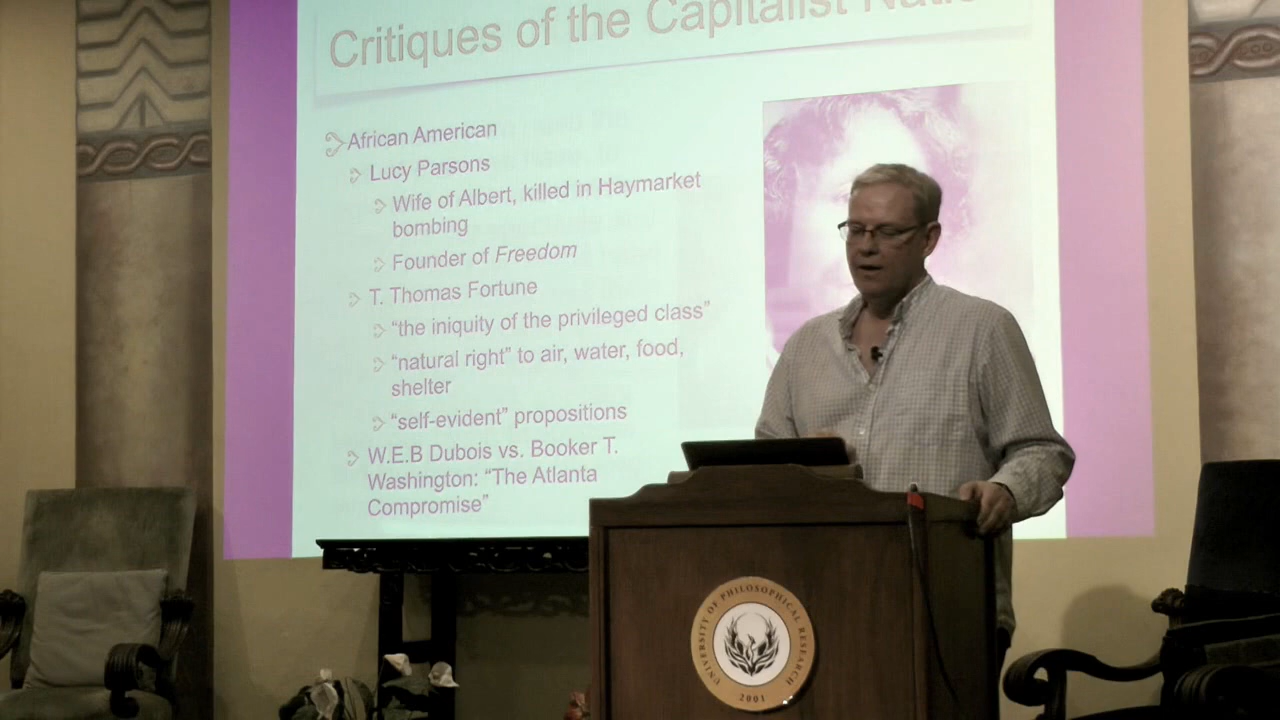 Critiques of the Capitalist
African American
Lucy Parsons
Wife of Albert, killed in Haymarket
bombing
Founder of Freedom
T. Thomas Fortune
“the iniquity of the privileged class”
“natural right” to air, water, food,
shelter
“self-evident” propositions
W.E.B Dubois vs. Booker T.
Washington: “The Atlanta
Compromise”
UNIVERSITY OF PHILOSOPHICAL RESEARCH
2001